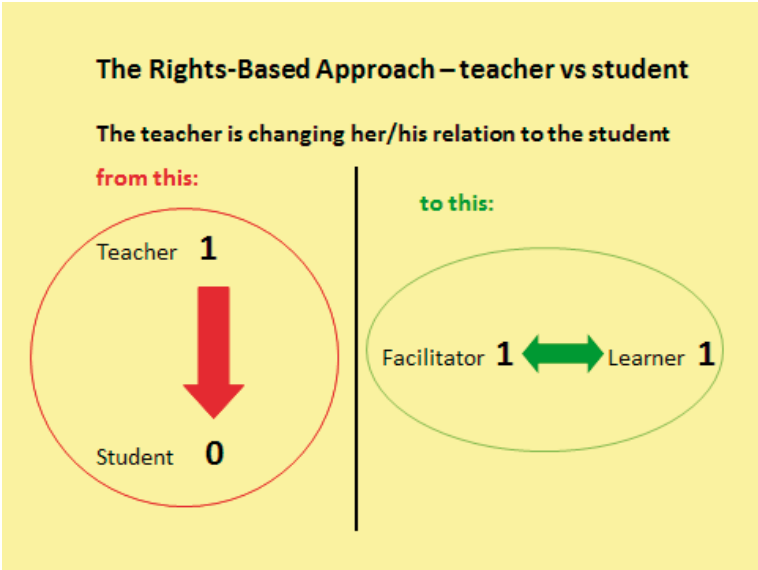 The Rights-Based Approach – teacher vs student
The teacher is changing her/his relation to the student
from this:
Teacher 1
Student 0
to this:
Facilitator 1 Learner 1